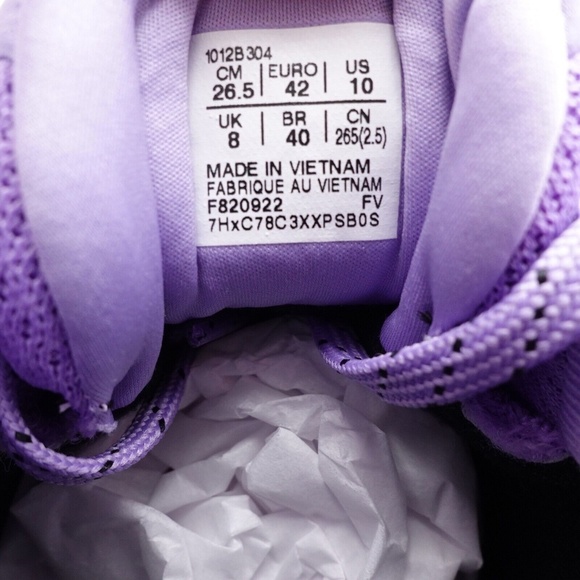 1012B304
CM EURO US
26.5 42 10
UK BR CN
8 40 265(2.5)
MADE IN VIETNAM
FABRIQUE AU VIETNAM
F820922 FV
7HxC78C3XXPSB0S